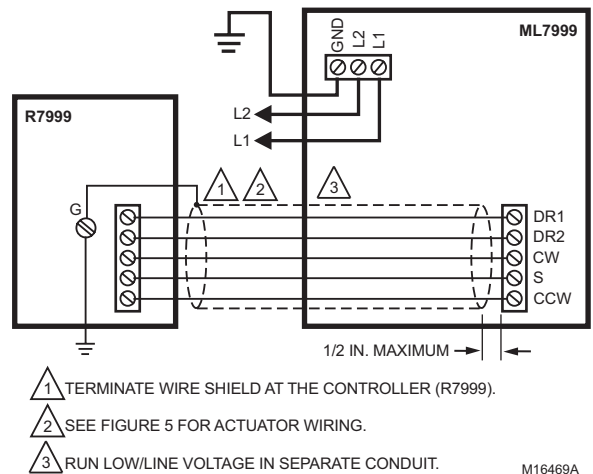 ML7999
GND
L2
L1
R7999
L2
L1
1
2
3
G
DR1
DR2
CW
S
CCW
1/2 IN. MAXIMUM
1 TERMINATE WIRE SHIELD AT THE CONTROLLER (R7999).
2 SEE FIGURE 5 FOR ACTUATOR WIRING.
3 RUN LOW/LINE VOLTAGE IN SEPARATE CONDUIT.
M16469A